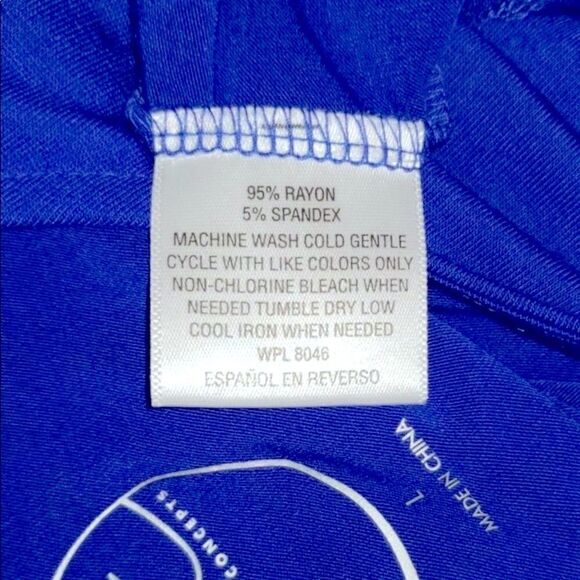 95% RAYON
5% SPANDEX
MACHINE WASH COLD GENTLE
CYCLE WITH LIKE COLORS ONLY
NON-CHLORINE BLEACH WHEN
NEEDED TUMBLE DRY LOW
COOL IRON WHEN NEEDED
WPL 8046
ESPAÑOL EN REVERSO
MADE IN CHINA
L
CONCEPTS